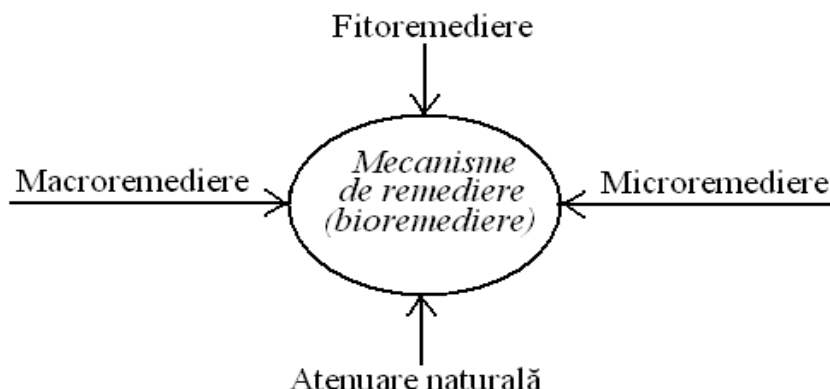 Fitoremediere
Mecanisme
de remediere
(bioremediere)
Macroremediere
Microremediere
Atenuare naturală